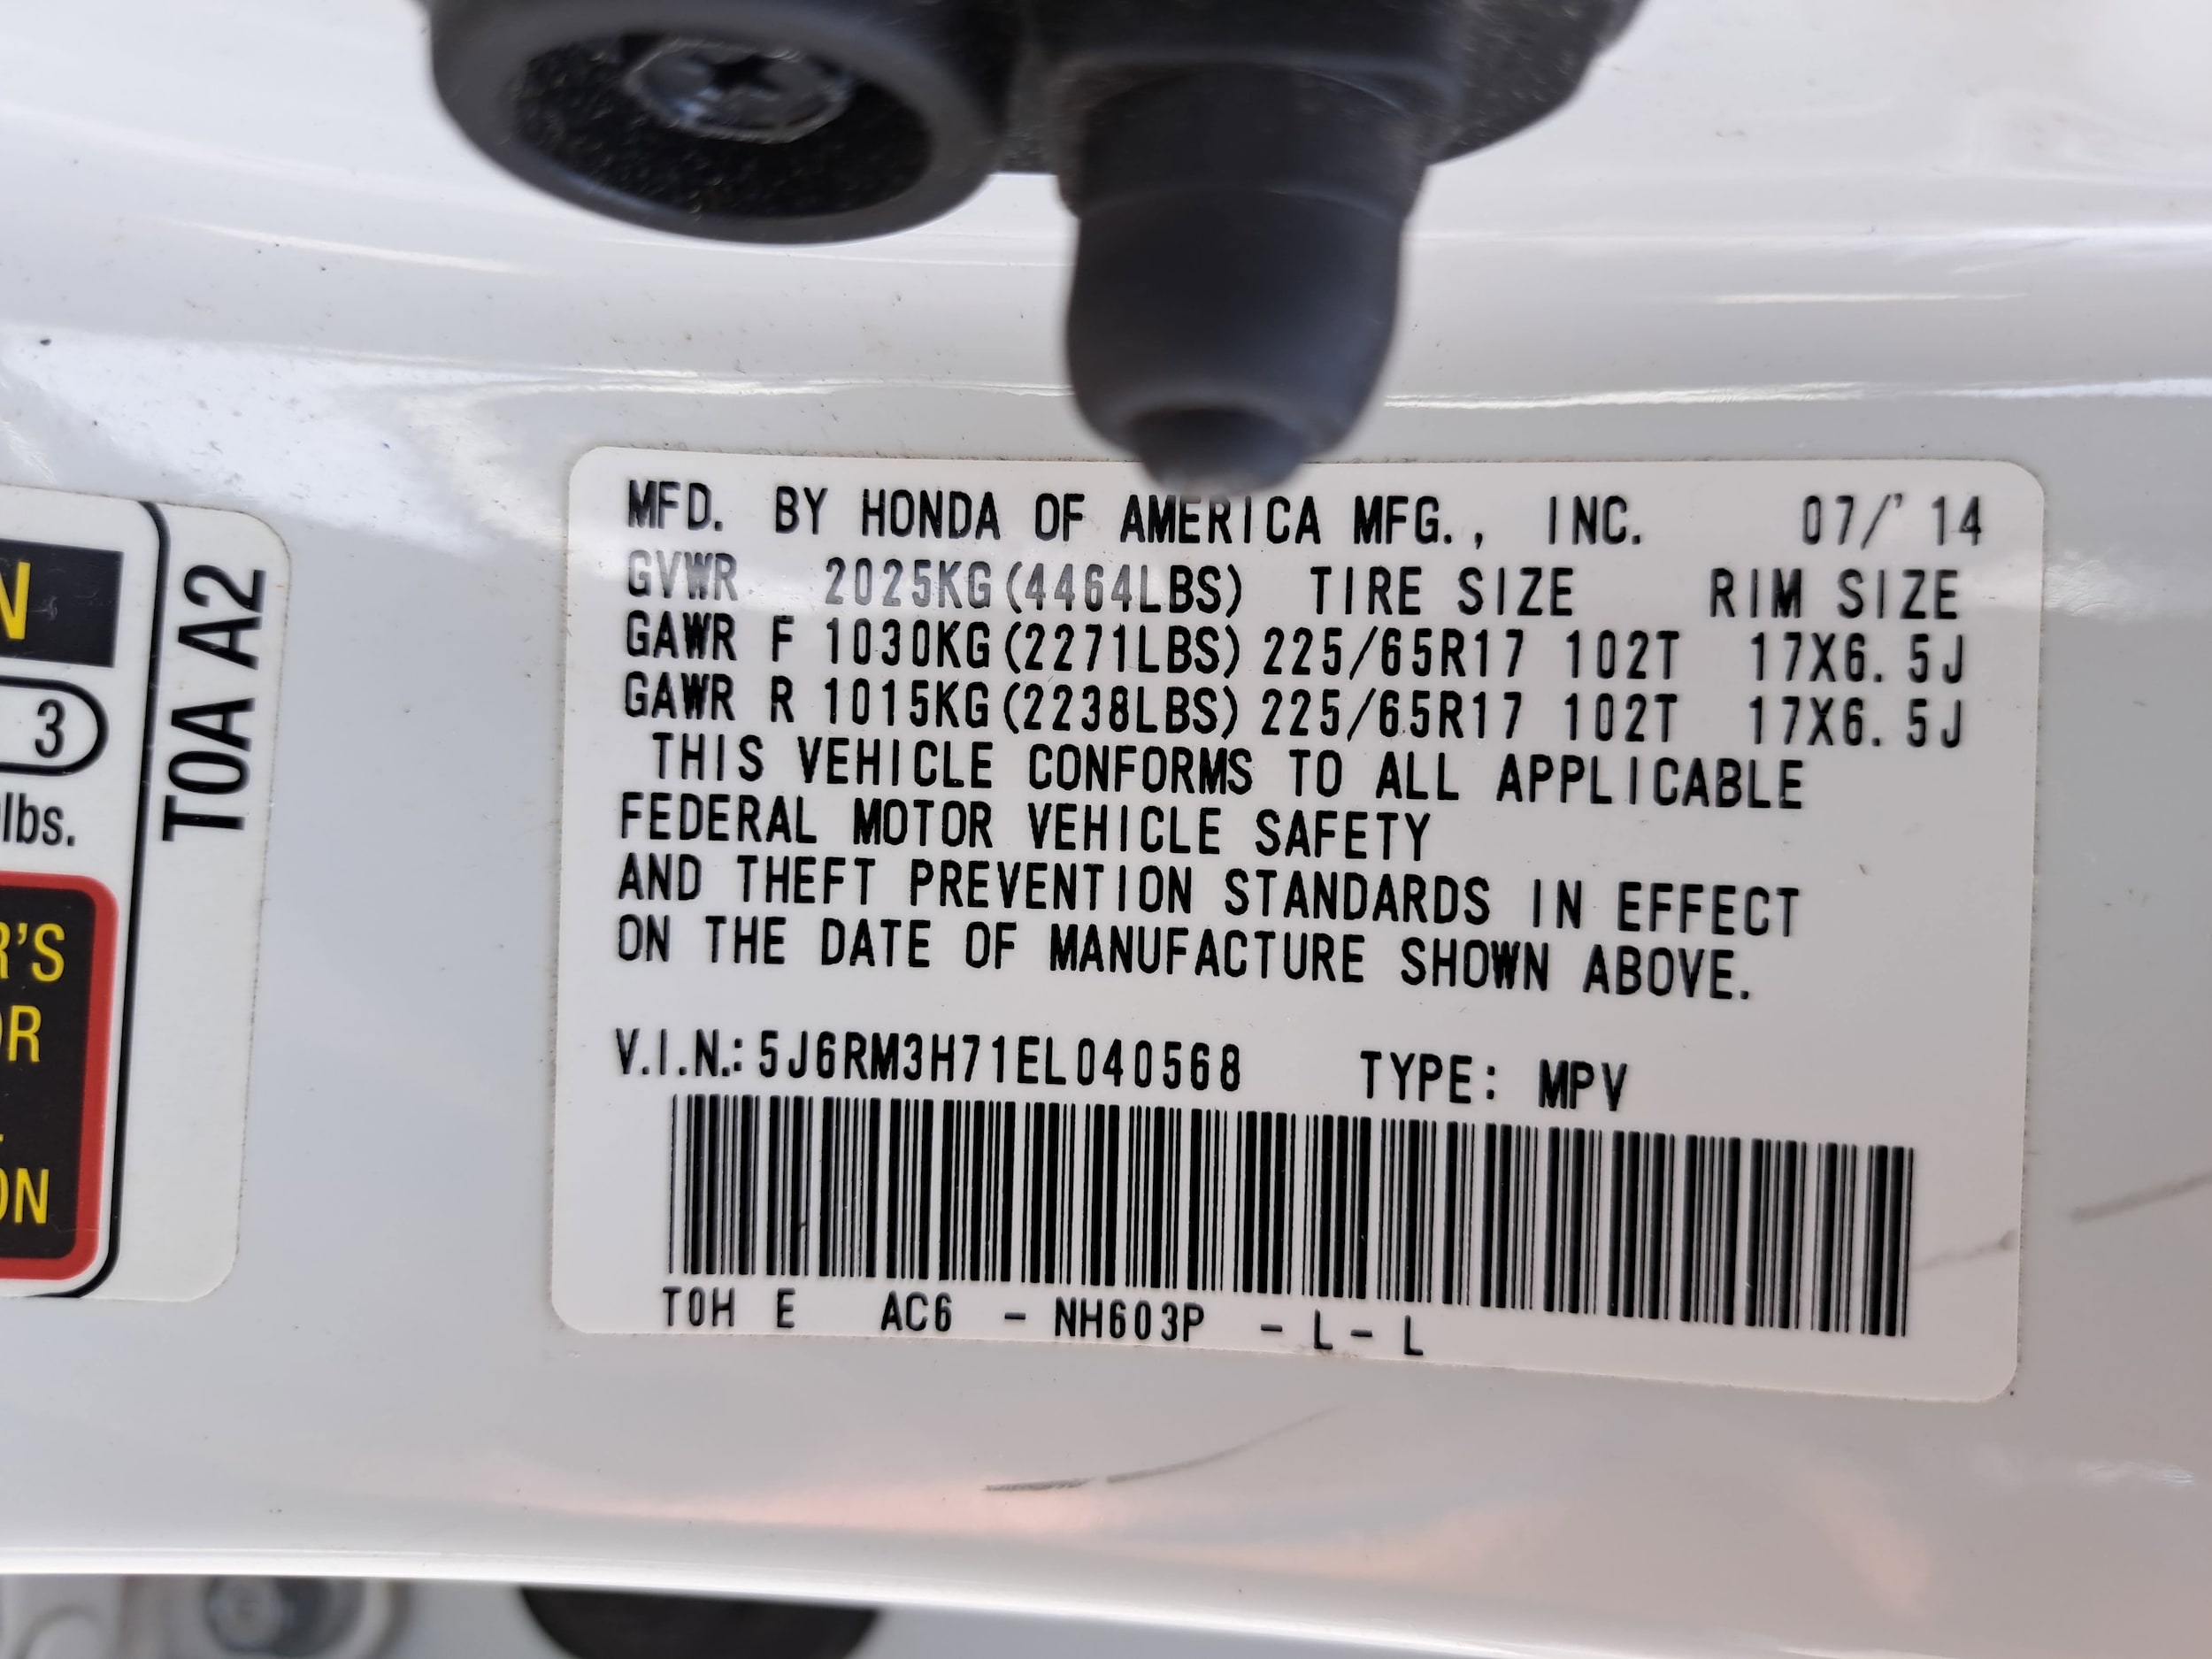 N
3
lbs.
R'S
OR
ON
T0A A2
MFD. BY HONDA OF AMERICA MFG., INC. 07/'14
GVWR 2025KG(4464LBS) TIRE SIZE RIM SIZE
GAWR F 1030KG(2271LBS) 225/65R17 102T 17X6.5J
GAWR R 1015KG(2238LBS) 225/65R17 102T 17X6.5J
THIS VEHICLE CONFORMS TO ALL APPLICABLE
FEDERAL MOTOR VEHICLE SAFETY
AND THEFT PREVENTION STANDARDS IN EFFECT
ON THE DATE OF MANUFACTURE SHOWN ABOVE.
V.I.N.: 5J6RM3H71EL040568 TYPE: MPV
T0H E AC6 - NH603P - L - L